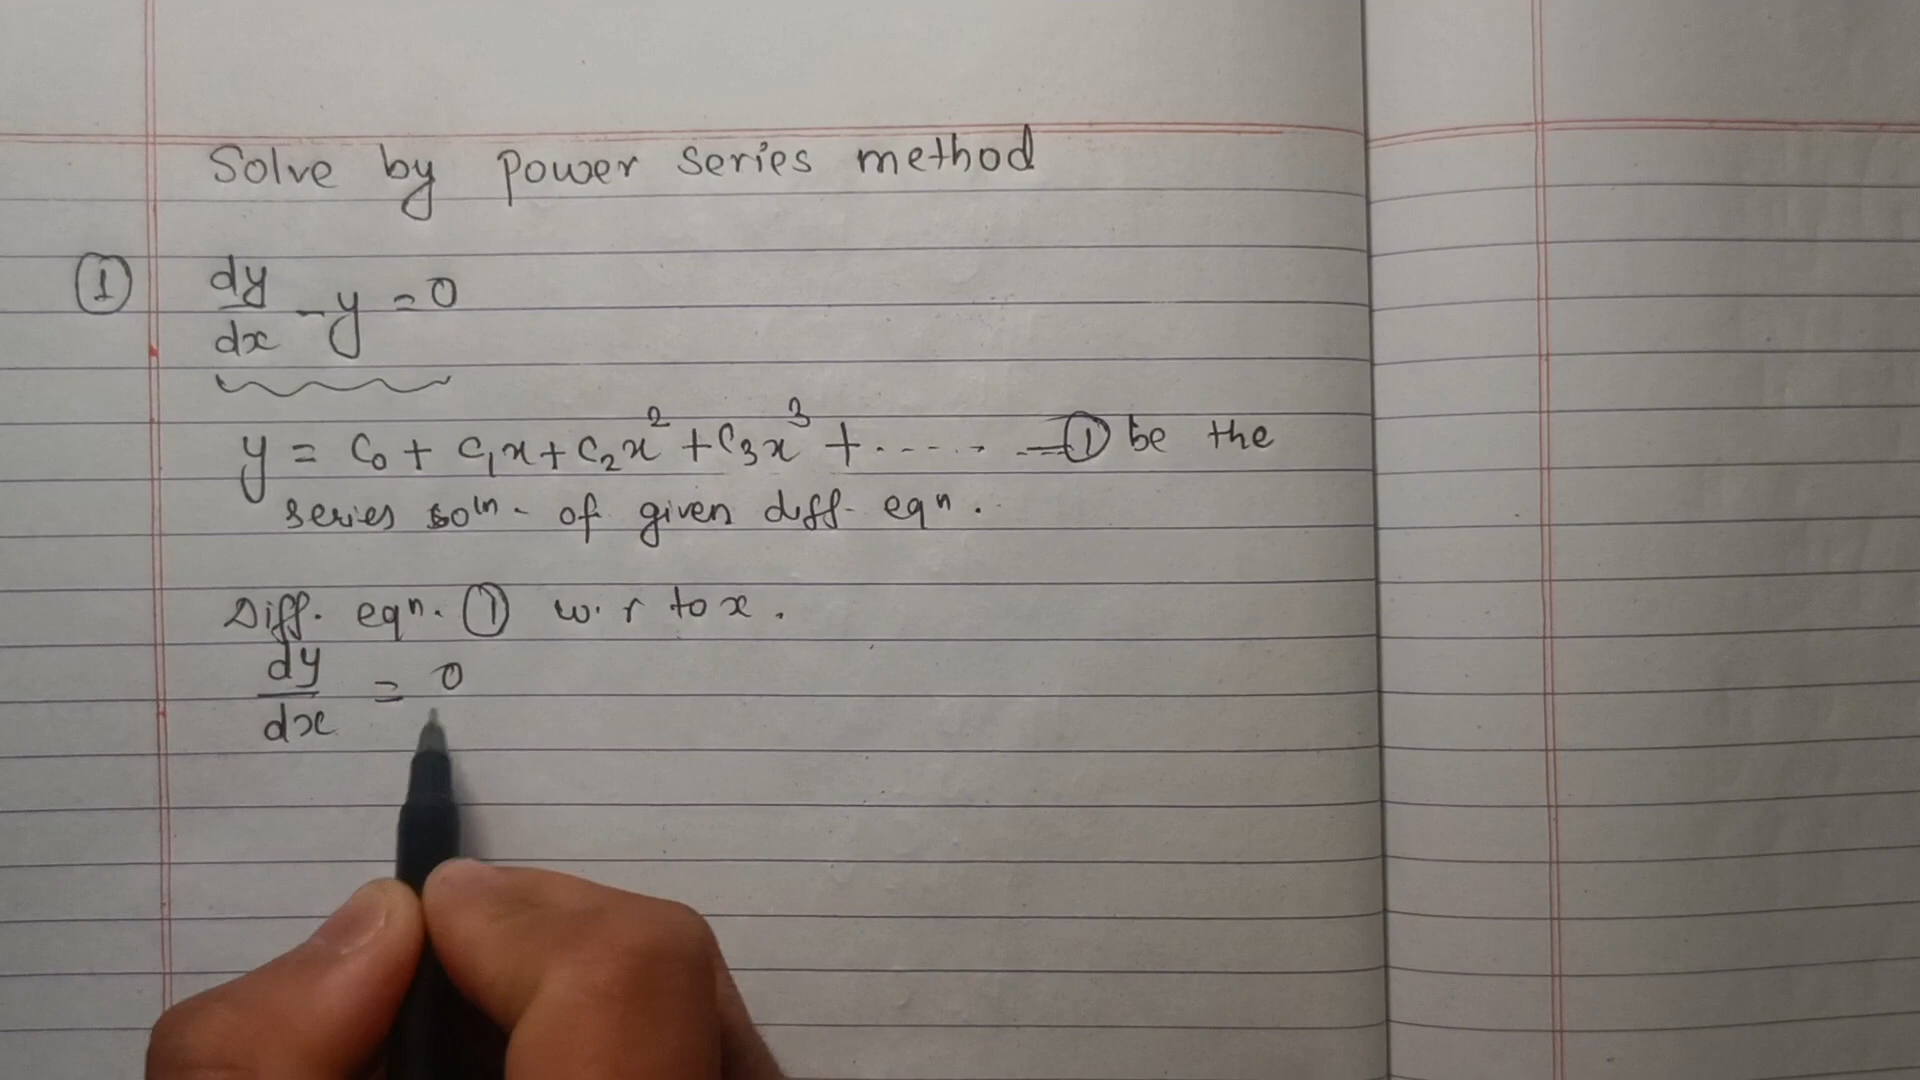 Solve by Power series method
① dy/dx - y = 0
y = c₀ + c₁x + c₂x² + c₃x³ + ....... —① be the
series soln. of given diff. eqn.
Diff. eqn. ① w.r to x.
dy/dx = 0